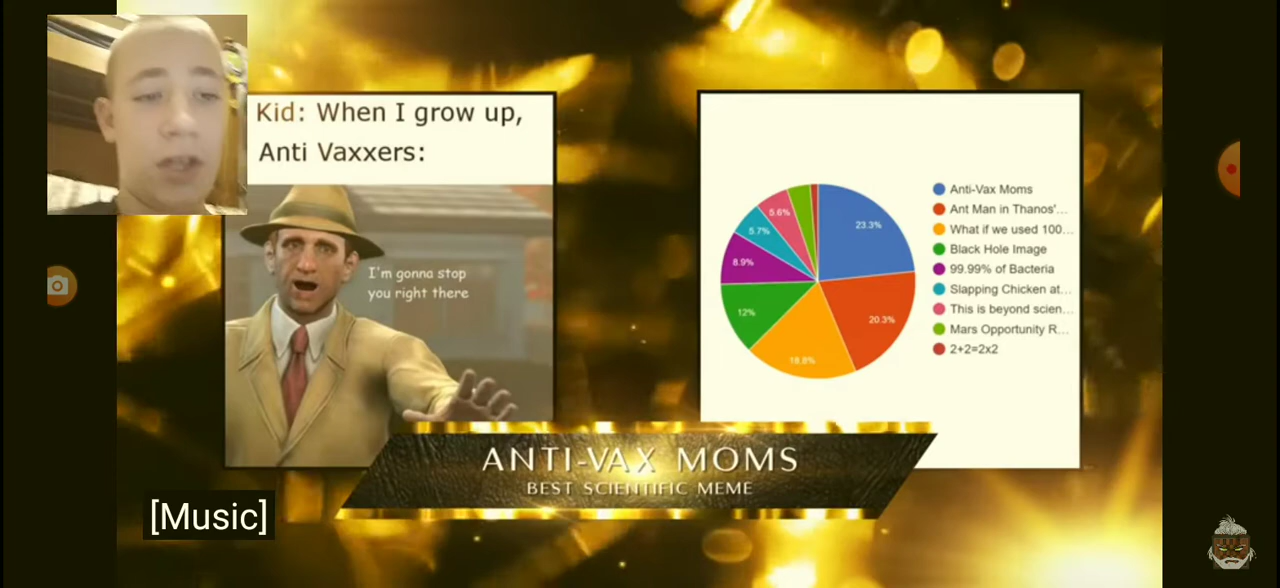 Kid: When I grow up,
Anti Vaxxers:
I'm gonna stop
you right there
23.3%
20.3%
18.8%
12%
8.9%
5.7%
5.6%
Anti-Vax Moms
Ant Man in Thanos'...
What if we used 100...
Black Hole Image
99.99% of Bacteria
Slapping Chicken at...
This is beyond scien...
Mars Opportunity R...
2+2=2x2
ANTI-VAX MOMS
BEST SCIENTIFIC MEME
[Music]